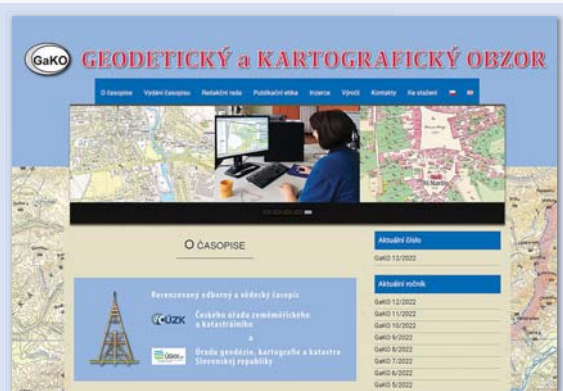 GaKO
GEODETICKÝ a KARTOGRAFICKÝ OBZOR
O časopise Vydání časopisu Redakční rada Publikační etika Inzerce Výročí Kontakty Ke stažení
O ČASOPISE
Recenzovaný odborný a vědecký časopis
ČÚZK
Českého úřadu zeměměřického
a katastrálního
a
Úradu geodézie, kartografie a katastra
Slovenskej republiky
Aktuální číslo
GaKO 12/2022
Aktuální ročník
GaKO 12/2022
GaKO 11/2022
GaKO 10/2022
GaKO 9/2022
GaKO 8/2022
GaKO 7/2022
GaKO 6/2022
GaKO 5/2022